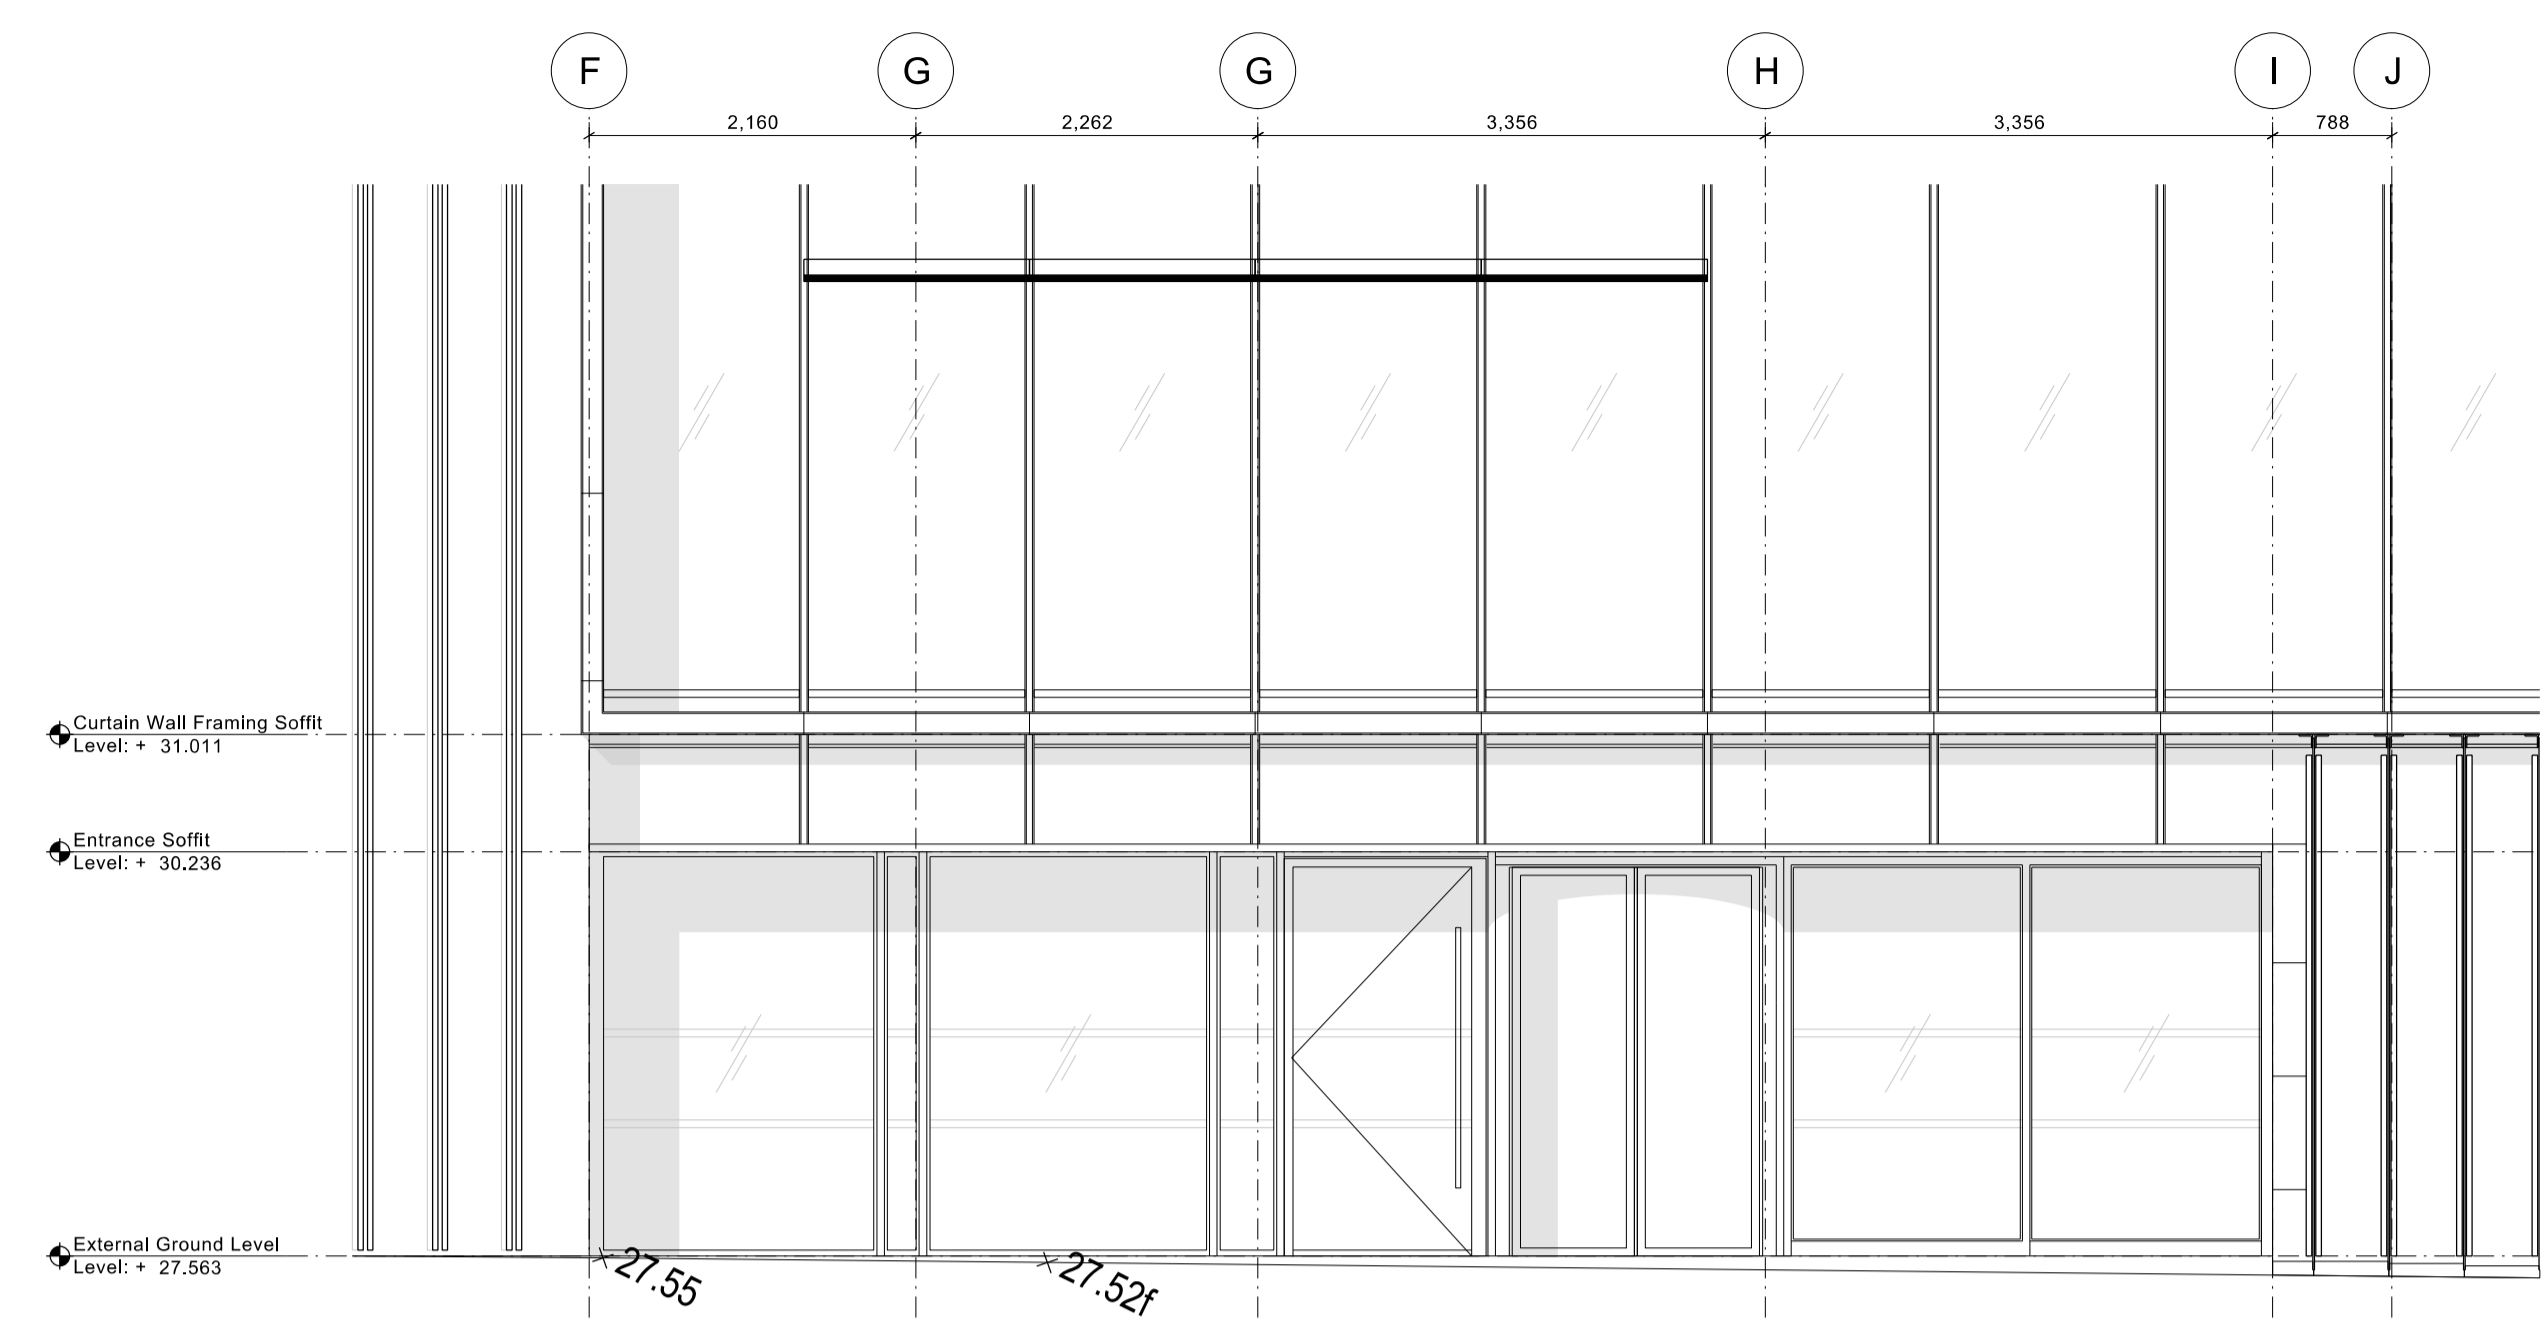 F G G H I J
2,160 2,262 3,356 3,356 788
Curtain Wall Framing Soffit
Level: + 31.011
Entrance Soffit
Level: + 30.236
External Ground Level
Level: + 27.563
27.55
27.52f